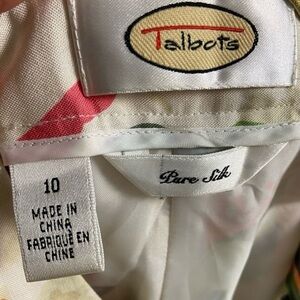 Talbots
Pure Silk
10
MADE IN
CHINA
FABRIQUÉ EN
CHINE